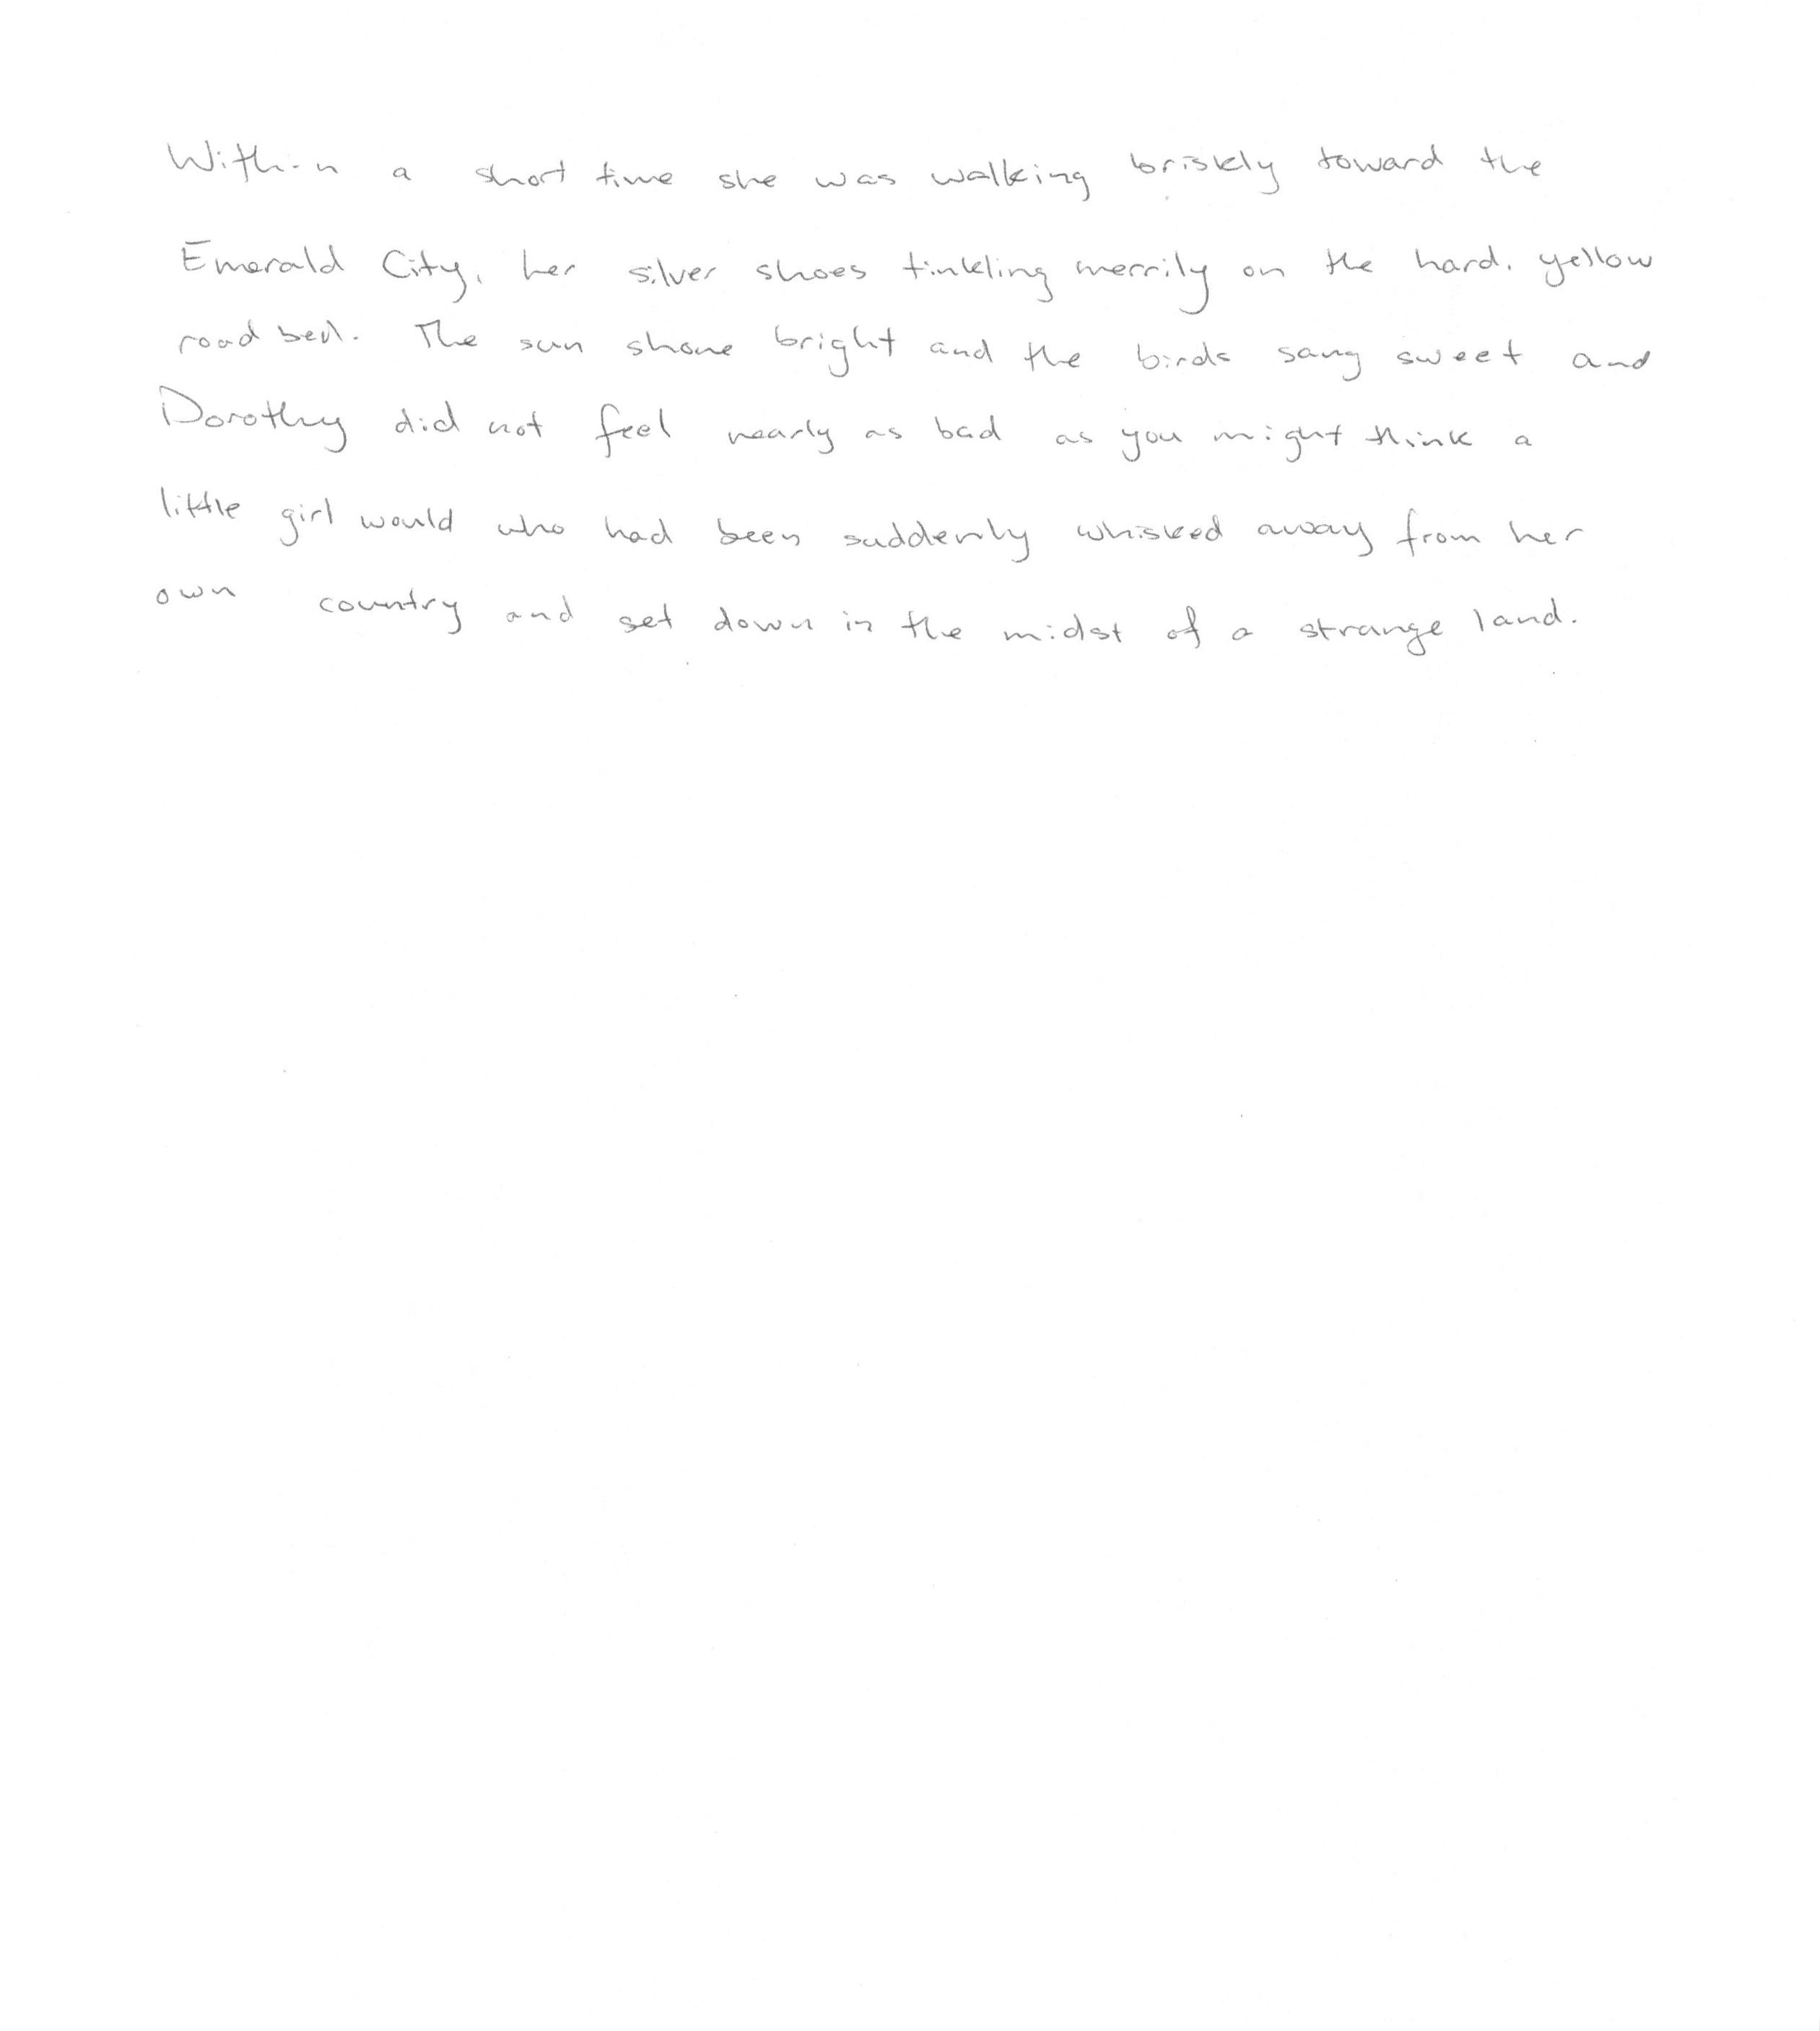 Within a short time she was walking briskly toward the
Emerald City, her silver shoes tinkling merrily on the hard, yellow
road bed. The sun shone bright and the birds sang sweet and
Dorothy did not feel nearly as bad as you might think a
little girl would who had been suddenly whisked away from her
own country and set down in the midst of a strange land.